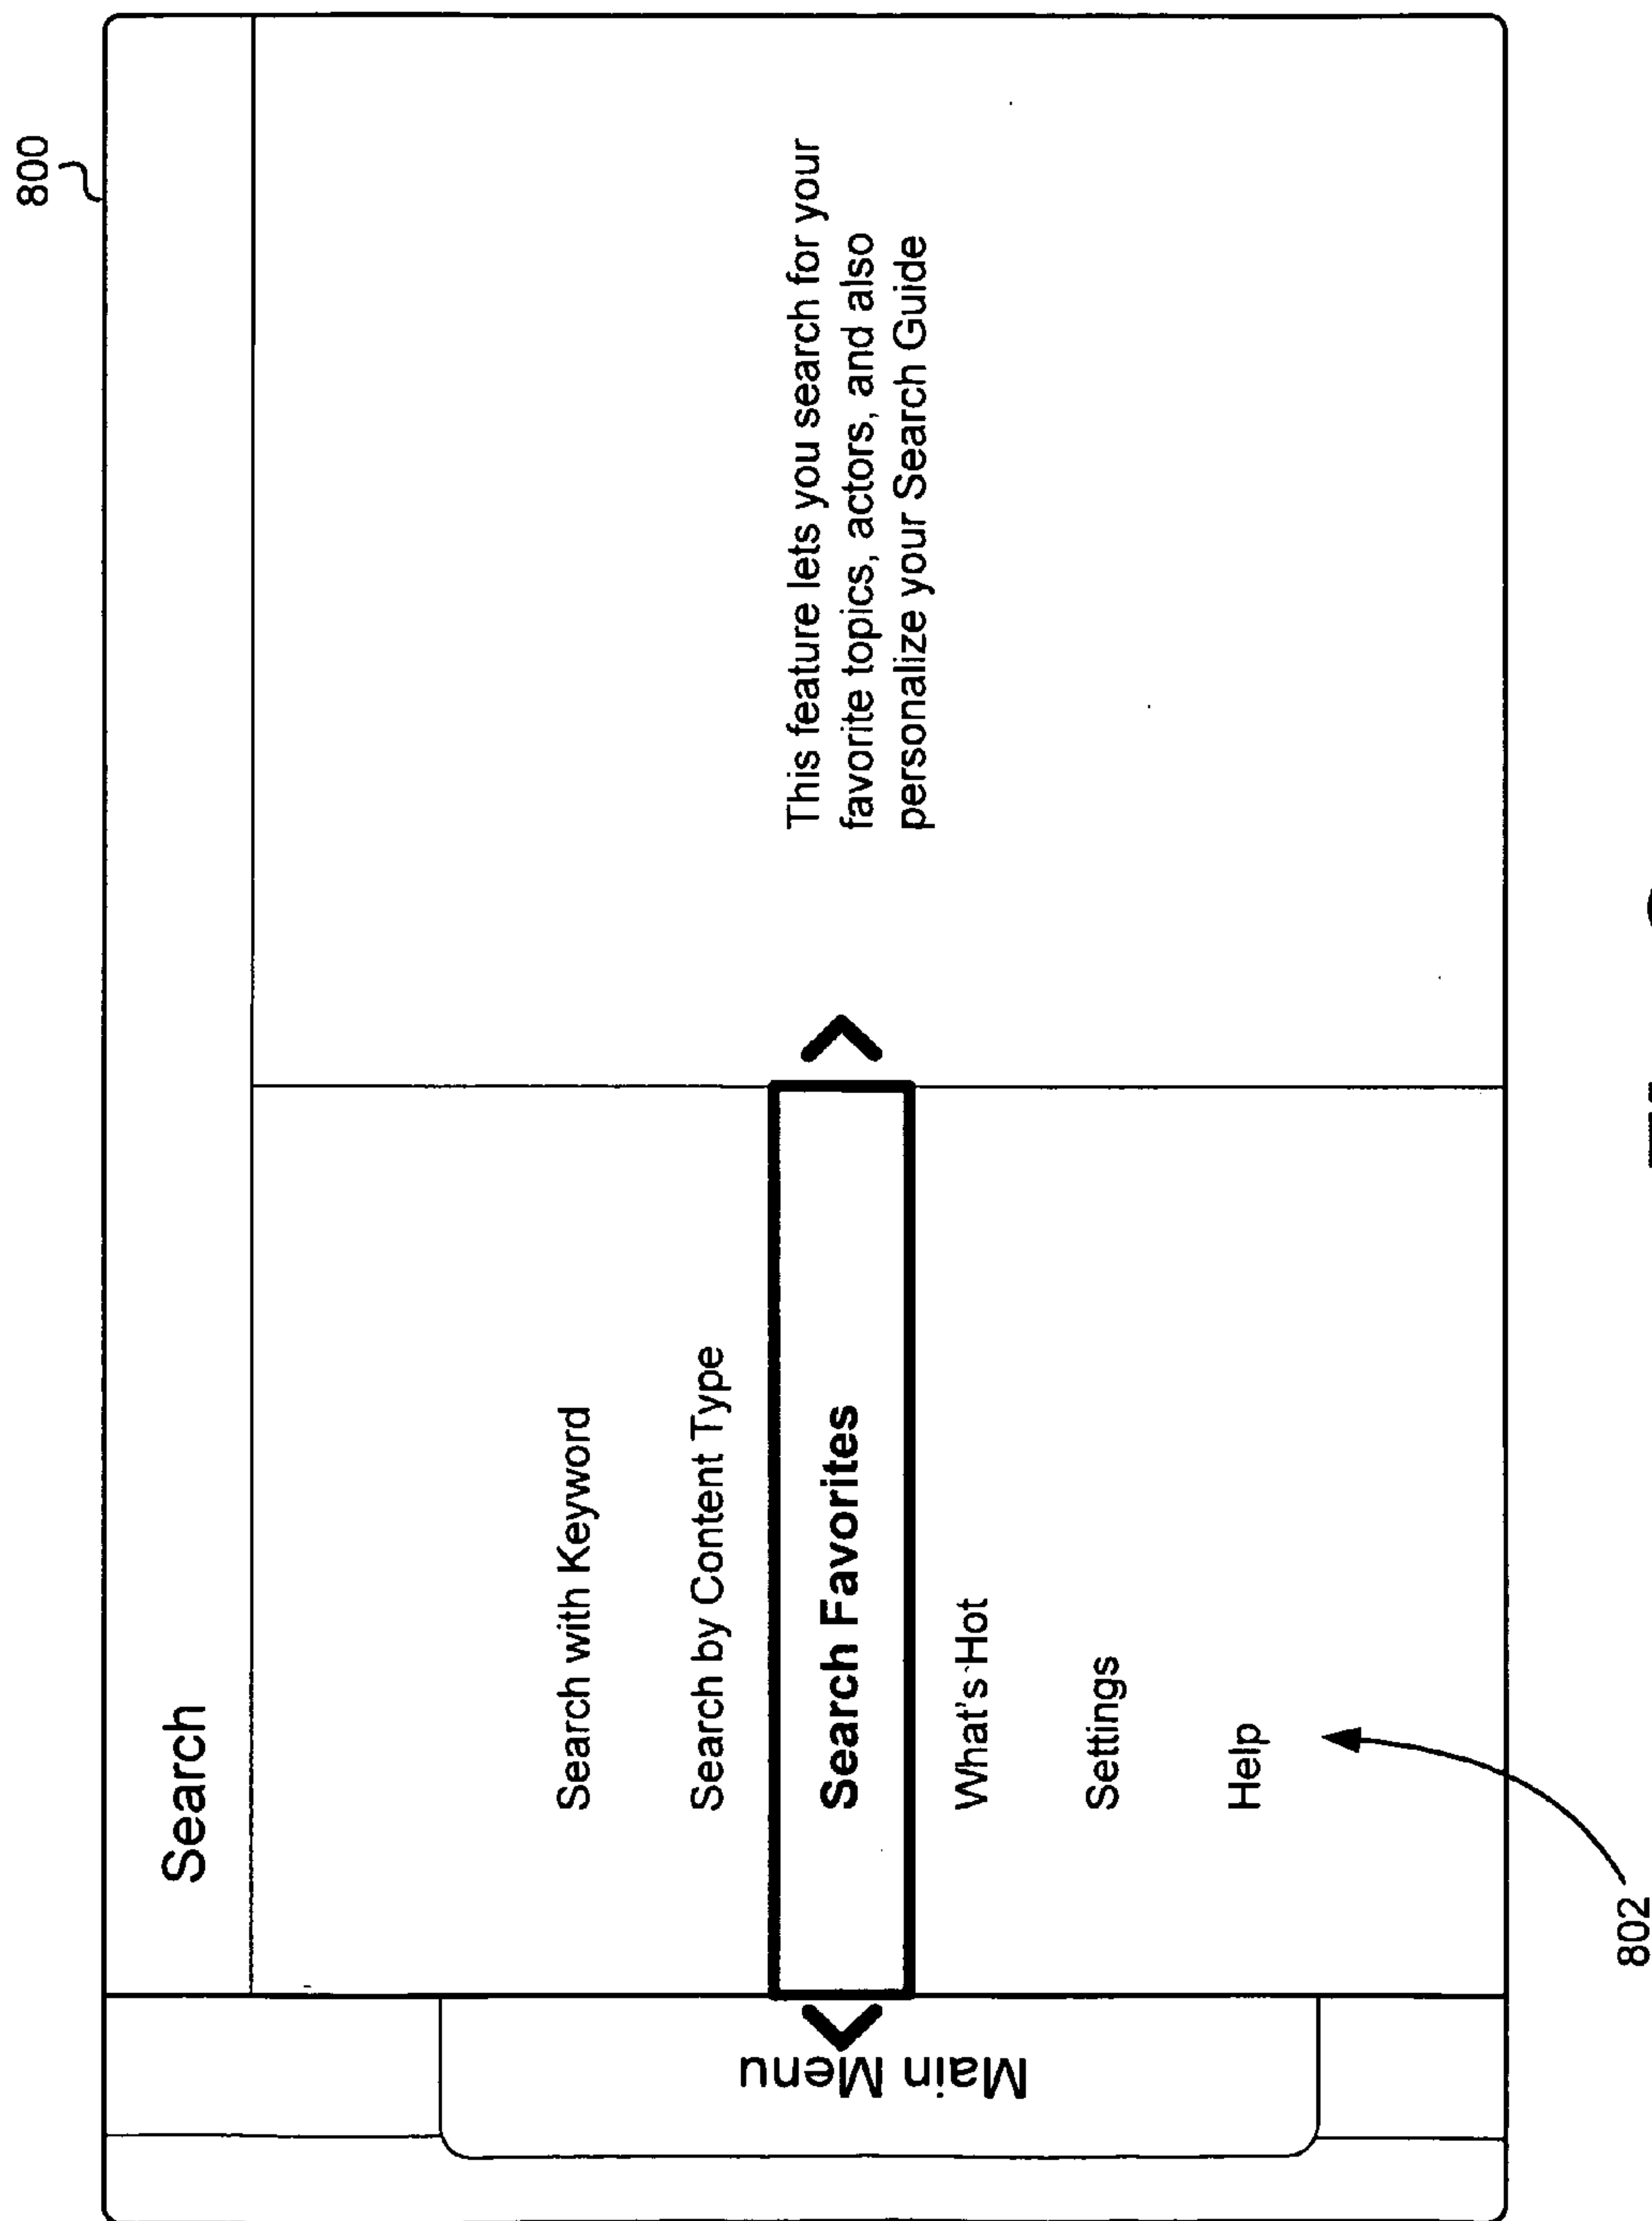 800
Search
Search with Keyword
Search by Content Type
Search Favorites
What's Hot
Settings
Help
This feature lets you search for your
favorite topics, actors, and also
personalize your Search Guide
Main Menu
802